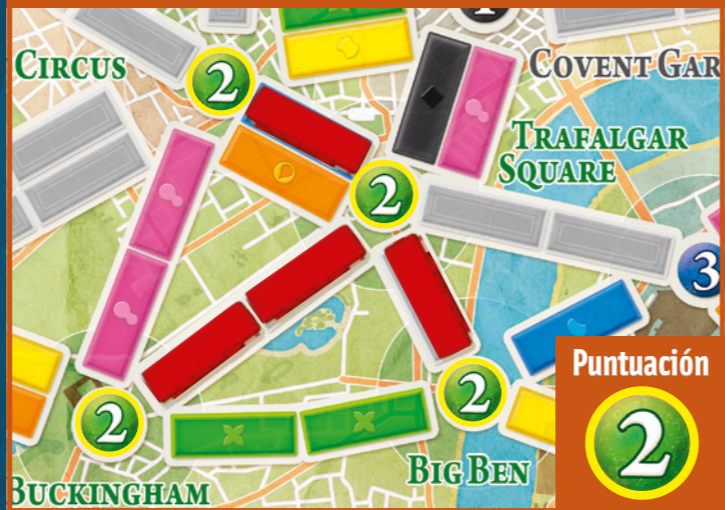 CIRCUS
2
COVENT GAR
TRAFALGAR
SQUARE
2
3
Puntuación
2
2
2
BIG BEN
BUCKINGHAM